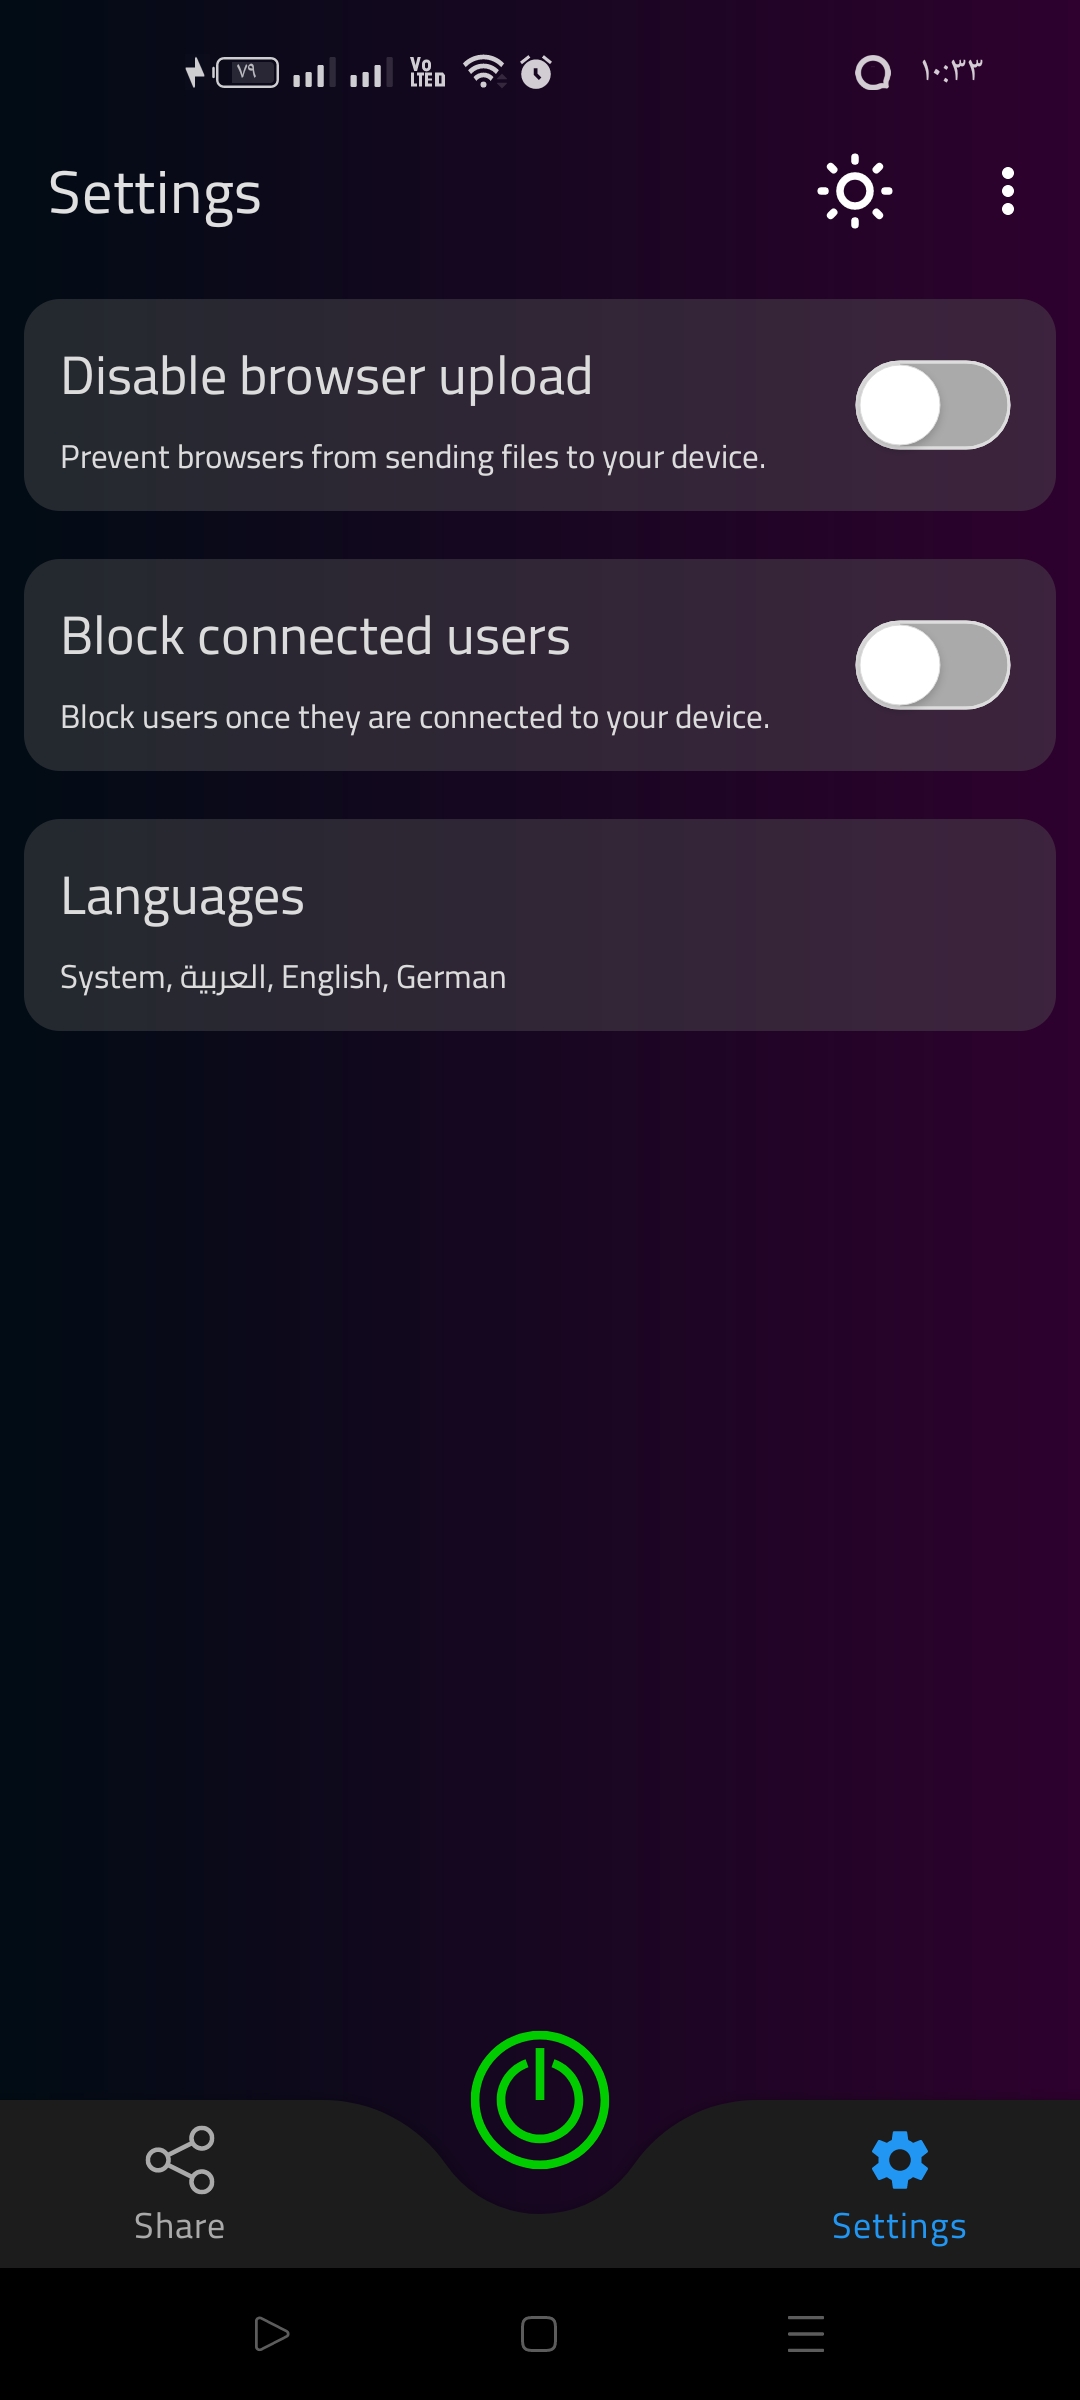 ٧٩
Vo
LTED
١٠:٣٣
Settings
Disable browser upload
Prevent browsers from sending files to your device.
Block connected users
Block users once they are connected to your device.
Languages
System, العربية, English, German
Share
Settings